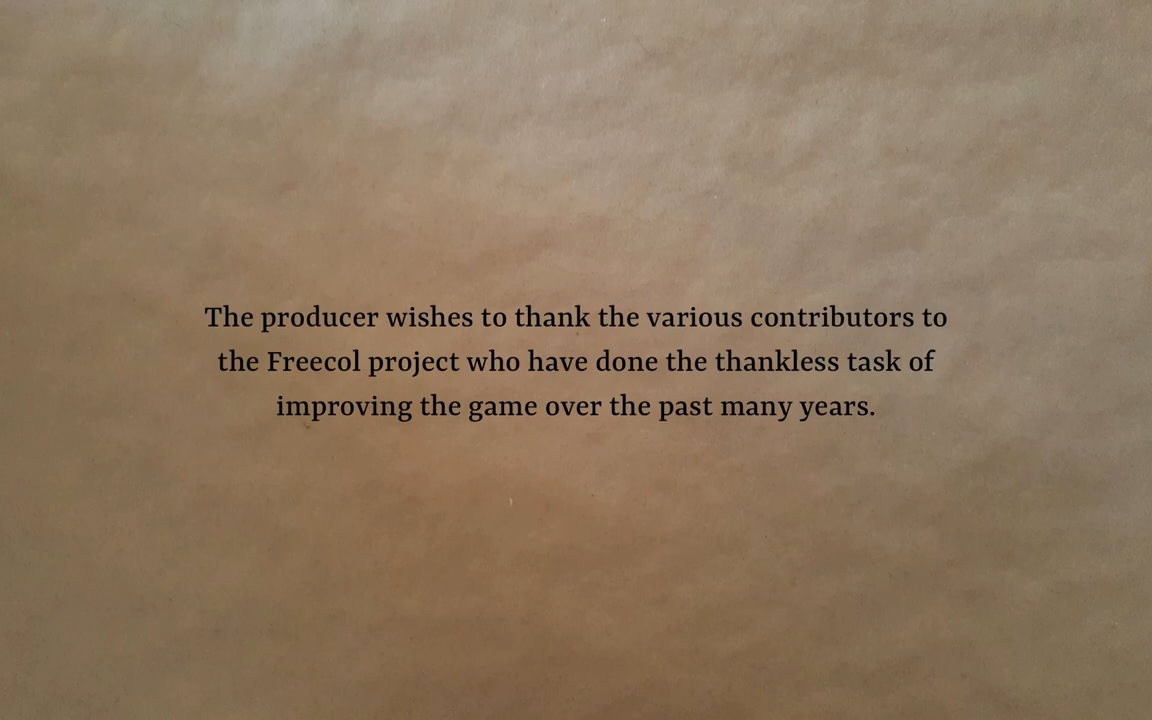 The producer wishes to thank the various contributors to
the Freecol project who have done the thankless task of
improving the game over the past many years.